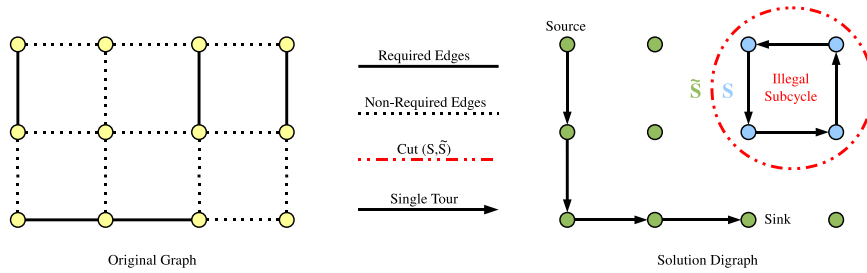 Source
Required Edges
Non-Required Edges
Cut (S,S̃)
Single Tour
S̃ S
Illegal
Subcycle
Sink
Original Graph
Solution Digraph